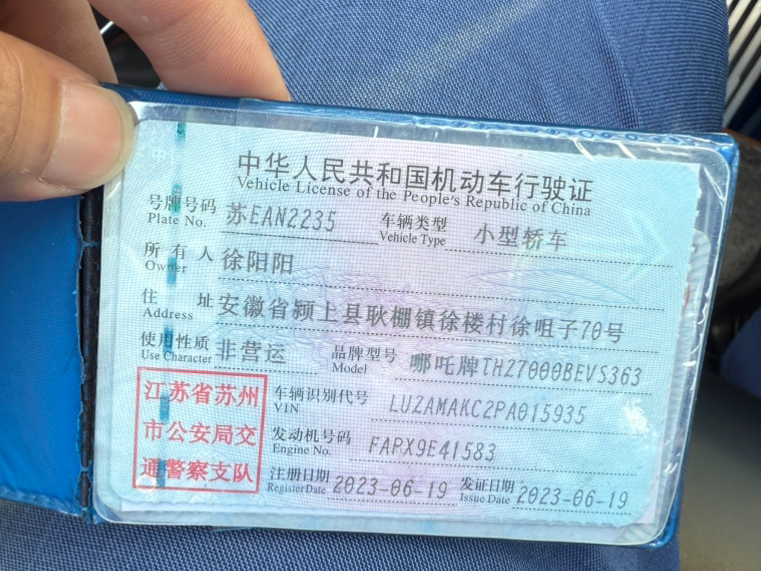 中华人民共和国机动车行驶证
Vehicle License of the People's Republic of China
号牌号码 苏EAN2235 车辆类型 小型轿车
Plate No. Vehicle Type
所有人 徐阳阳
Owner
住址 安徽省颍上县耿棚镇徐楼村徐咀子70号
Address
使用性质 非营运 品牌型号 哪吒牌THZ7000BEVS363
Use Character Model
江苏省苏州
市公安局交
通警察支队
车辆识别代号 LUZAMAKC2PA015935
VIN
发动机号码 FAPX9E41583
Engine No.
注册日期 2023-06-19 发证日期 2023-06-19
Register Date Issue Date